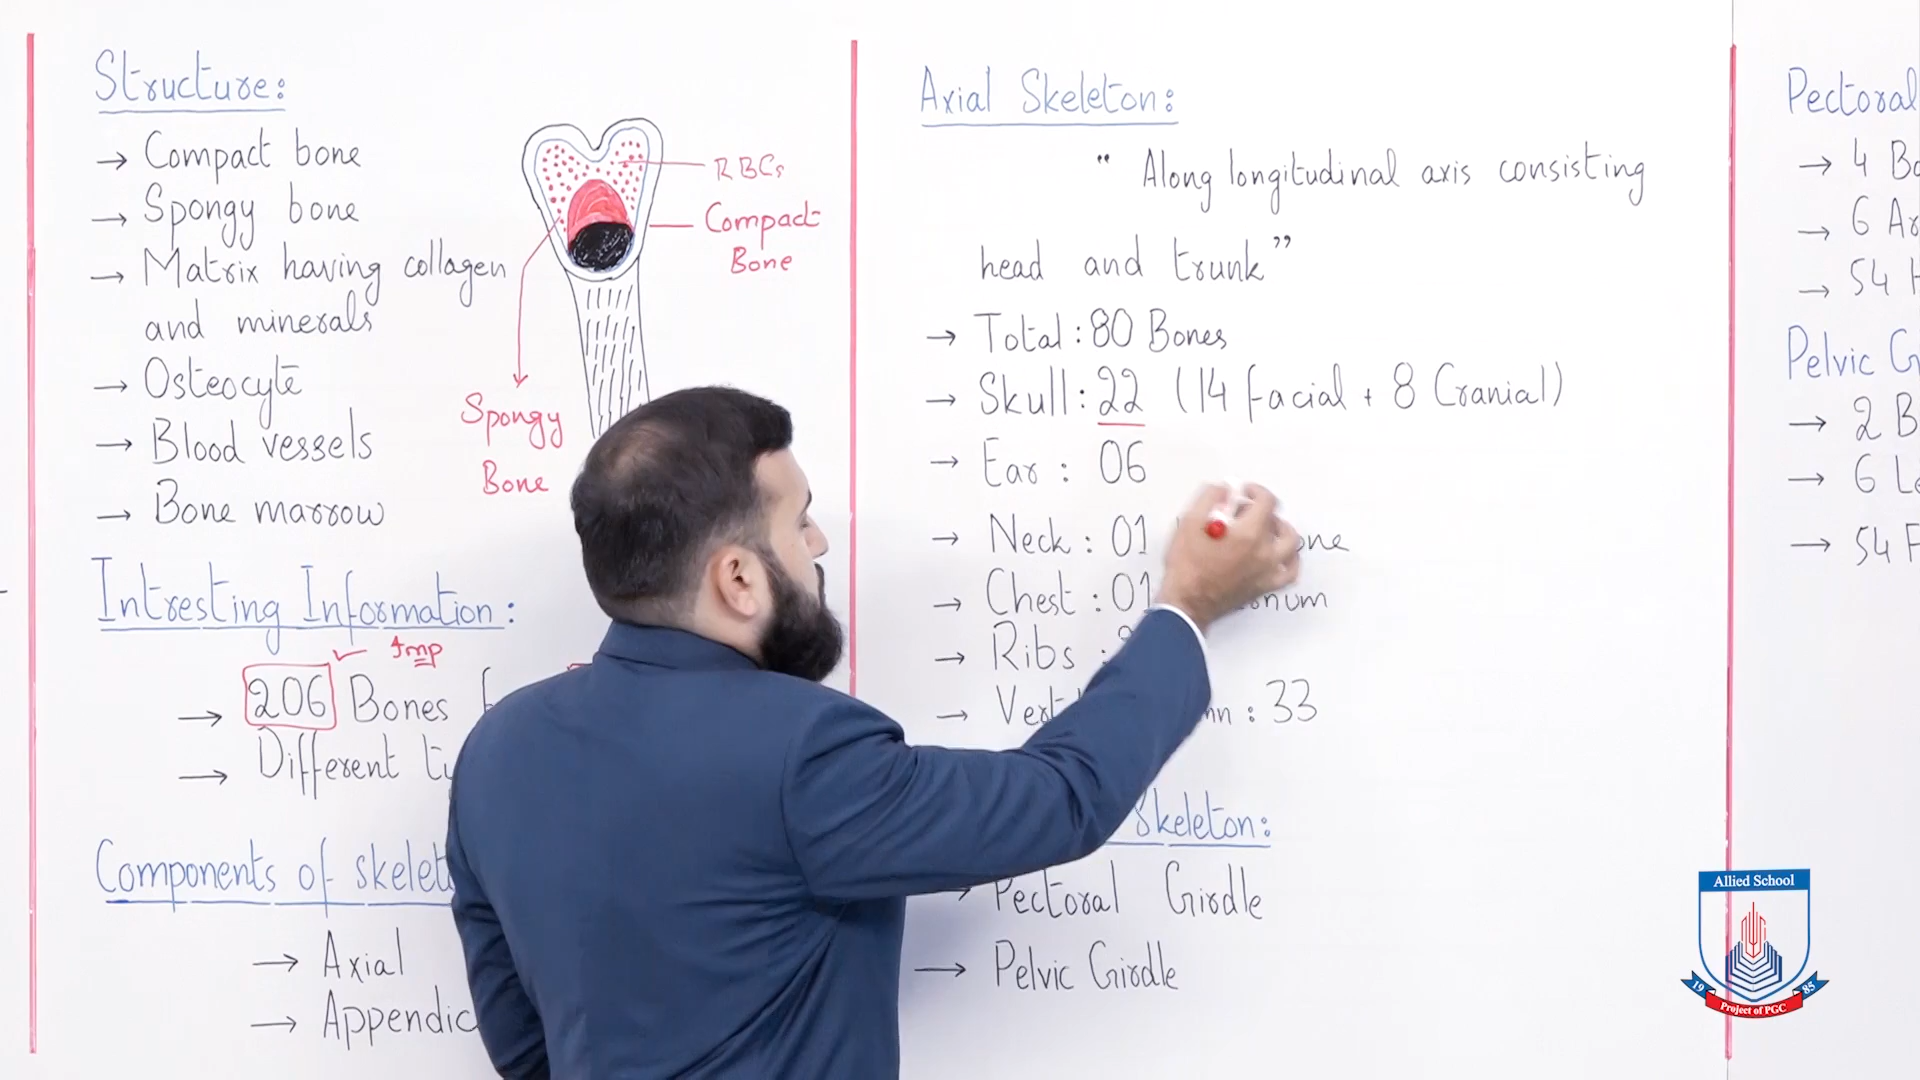 Structure:
→ Compact bone
→ Spongy bone
→ Matrix having collagen
and minerals
→ Osteocyte
→ Blood vessels
→ Bone marrow
RBCs
Compact
Bone
Spongy
Bone
Intresting Information:
Imp
→ 206 Bones
→ Different
Components of
→ Axial
→
Axial Skeleton:
" Along longitudinal axis consisting
head and trunk"
→ Total : 80 Bones
→ Skull : 22 (14 facial + 8 Cranial)
→ Ear : 06
→ Neck : 01
→ Chest : 01
→ Ribs :
→ : 33
Skeleton:
→ Pectoral Girdle
→ Pelvic Girdle
Pectoral
→ 4
→ 6
→ 54
Pelvic
→ 2
→ 6
→ 54
Allied School
19 85
Project of PGC